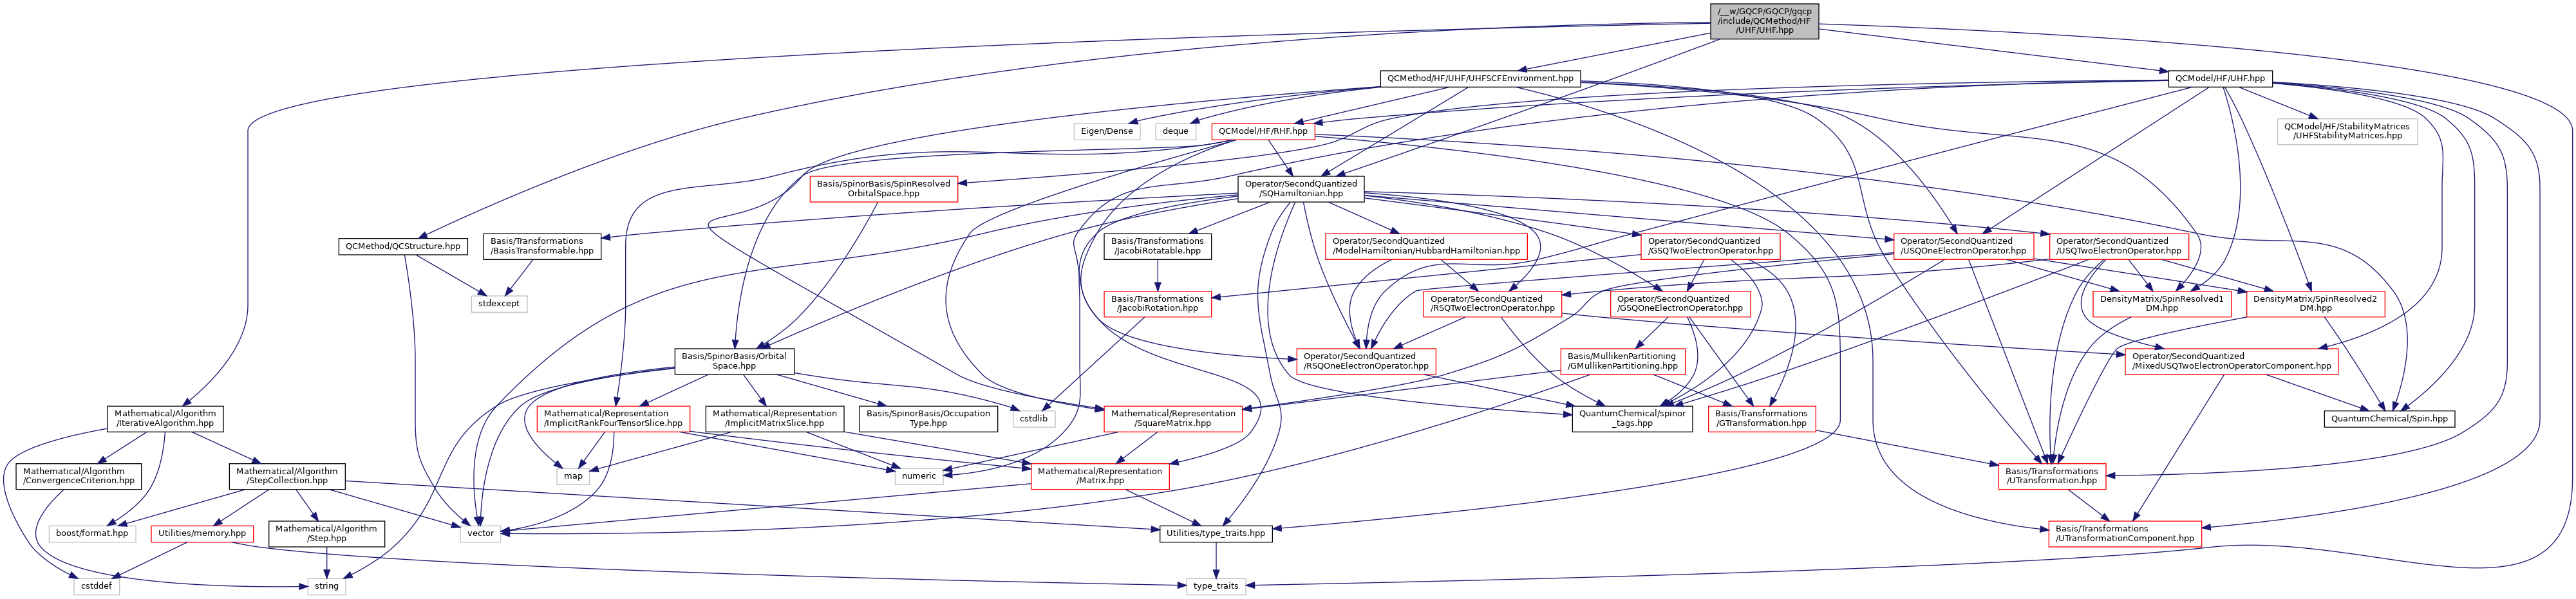 /__w/GQCP/GQCP/gqcp
/include/QCMethod/HF
/UHF/UHF.hpp
QCMethod/HF/UHF/UHFSCFEnvironment.hpp
QCModel/HF/UHF.hpp
Eigen/Dense
deque
QCModel/HF/RHF.hpp
QCModel/HF/StabilityMatrices
/UHFStabilityMatrices.hpp
Basis/SpinorBasis/SpinResolved
OrbitalSpace.hpp
Operator/SecondQuantized
/SQHamiltonian.hpp
QCMethod/QCStructure.hpp
Basis/Transformations
/BasisTransformable.hpp
Basis/Transformations
/JacobiRotatable.hpp
Operator/SecondQuantized
/ModelHamiltonian/HubbardHamiltonian.hpp
Operator/SecondQuantized
/GSQTwoElectronOperator.hpp
Operator/SecondQuantized
/USQOneElectronOperator.hpp
Operator/SecondQuantized
/USQTwoElectronOperator.hpp
stdexcept
Basis/Transformations
/JacobiRotation.hpp
Operator/SecondQuantized
/RSQTwoElectronOperator.hpp
Operator/SecondQuantized
/GSQOneElectronOperator.hpp
DensityMatrix/SpinResolved1
DM.hpp
DensityMatrix/SpinResolved2
DM.hpp
Basis/SpinorBasis/Orbital
Space.hpp
Operator/SecondQuantized
/RSQOneElectronOperator.hpp
Basis/MullikenPartitioning
/GMullikenPartitioning.hpp
Operator/SecondQuantized
/MixedUSQTwoElectronOperatorComponent.hpp
Mathematical/Algorithm
/IterativeAlgorithm.hpp
Mathematical/Representation
/ImplicitRankFourTensorSlice.hpp
Mathematical/Representation
/ImplicitMatrixSlice.hpp
Basis/SpinorBasis/Occupation
Type.hpp
cstdlib
Mathematical/Representation
/SquareMatrix.hpp
QuantumChemical/spinor
_tags.hpp
Basis/Transformations
/GTransformation.hpp
QuantumChemical/Spin.hpp
Mathematical/Algorithm
/ConvergenceCriterion.hpp
Mathematical/Algorithm
/StepCollection.hpp
map
numeric
Mathematical/Representation
/Matrix.hpp
Basis/Transformations
/UTransformation.hpp
boost/format.hpp
Utilities/memory.hpp
Mathematical/Algorithm
/Step.hpp
vector
Utilities/type_traits.hpp
Basis/Transformations
/UTransformationComponent.hpp
cstddef
string
type_traits